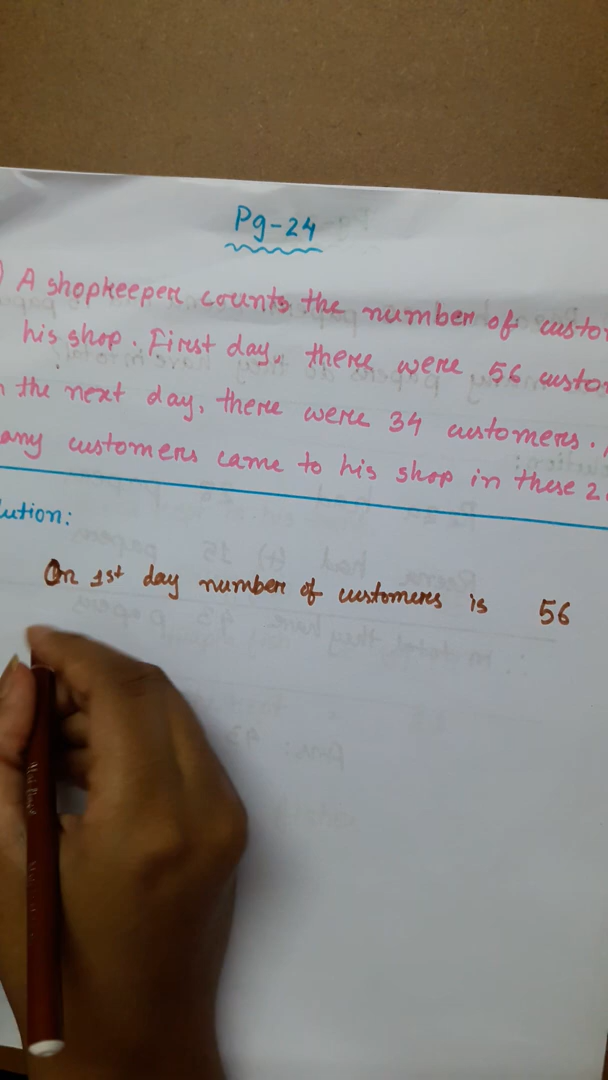 Pg-24
) A shopkeeper counts the number of custo
his shop. First day, there were 56 custo
n the next day, there were 34 customers.
any customers came to his shop in these 2
lution:
On 1st day number of customers is 56